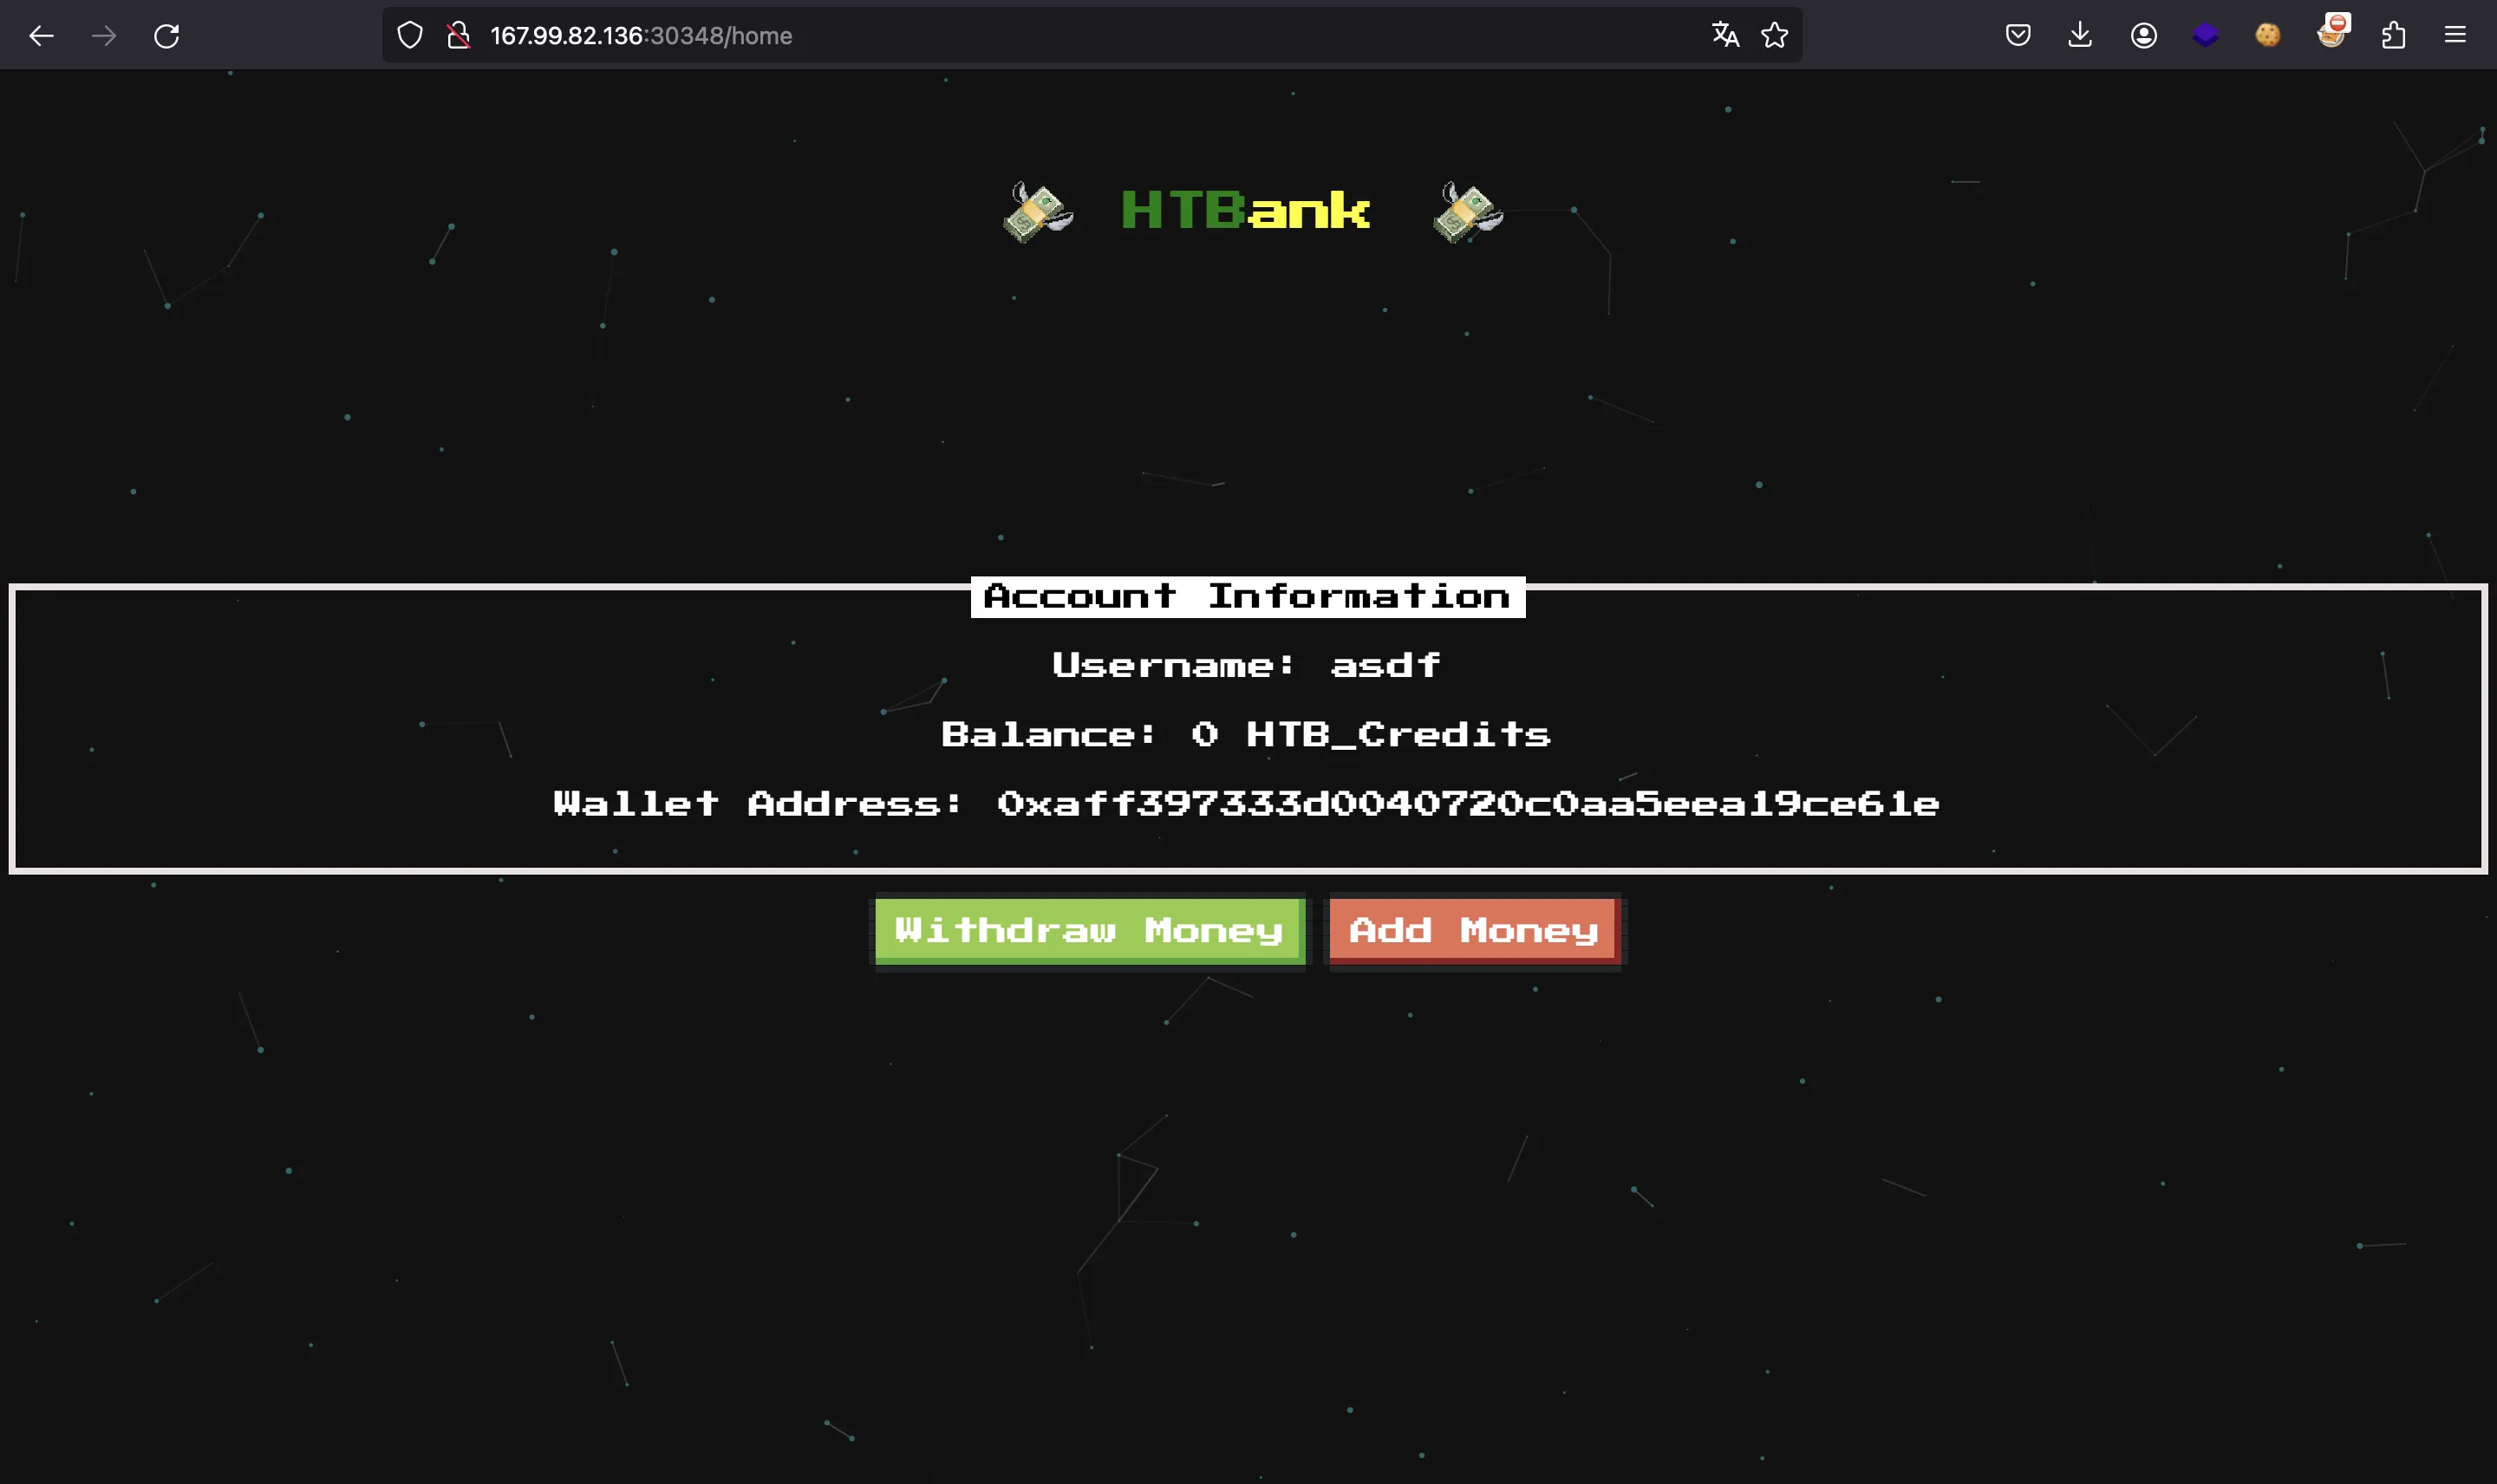 167.99.82.136:30348/home
HTBank
Account Information
Username: asdf
Balance: 0 HTB_Credits
Wallet Address: 0xaff397333d0040720c0aa5eea19ce61e
Withdraw Money Add Money